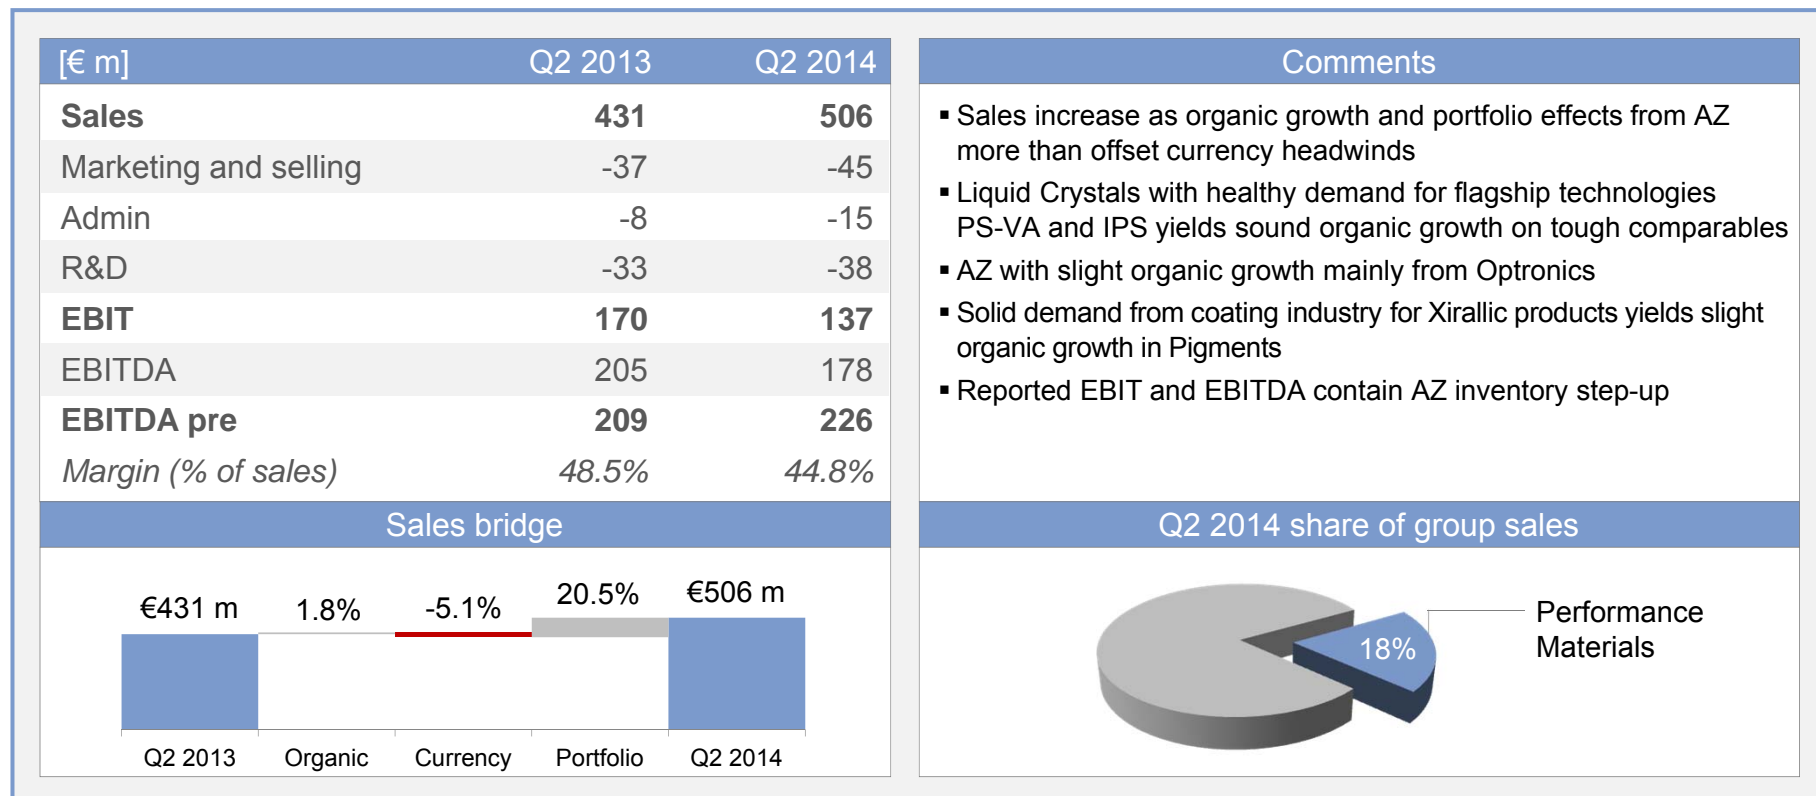 [€ m] Q2 2013 Q2 2014
Sales 431 506
Marketing and selling -37 -45
Admin -8 -15
R&D -33 -38
EBIT 170 137
EBITDA 205 178
EBITDA pre 209 226
Margin (% of sales) 48.5% 44.8%
Comments
▪ Sales increase as organic growth and portfolio effects from AZ
more than offset currency headwinds
▪ Liquid Crystals with healthy demand for flagship technologies
PS-VA and IPS yields sound organic growth on tough comparables
▪ AZ with slight organic growth mainly from Optronics
▪ Solid demand from coating industry for Xirallic products yields slight
organic growth in Pigments
▪ Reported EBIT and EBITDA contain AZ inventory step-up
Sales bridge
€431 m 1.8% -5.1% 20.5% €506 m
Q2 2013 Organic Currency Portfolio Q2 2014
Q2 2014 share of group sales
18%
Performance
Materials